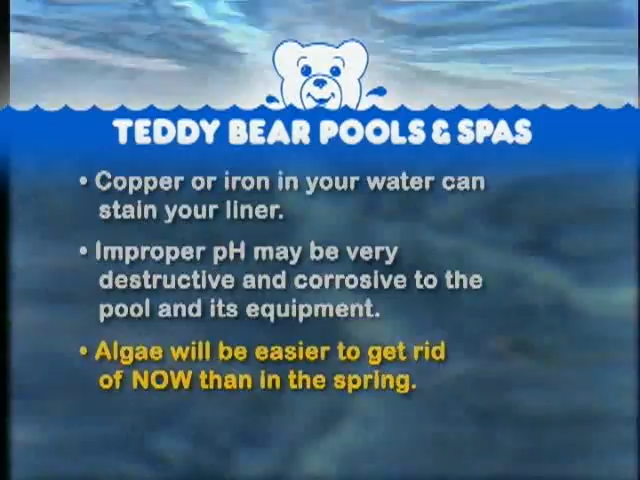 TEDDY BEAR POOLS & SPAS
• Copper or iron in your water can
stain your liner.
• Improper pH may be very
destructive and corrosive to the
pool and its equipment.
• Algae will be easier to get rid
of NOW than in the spring.